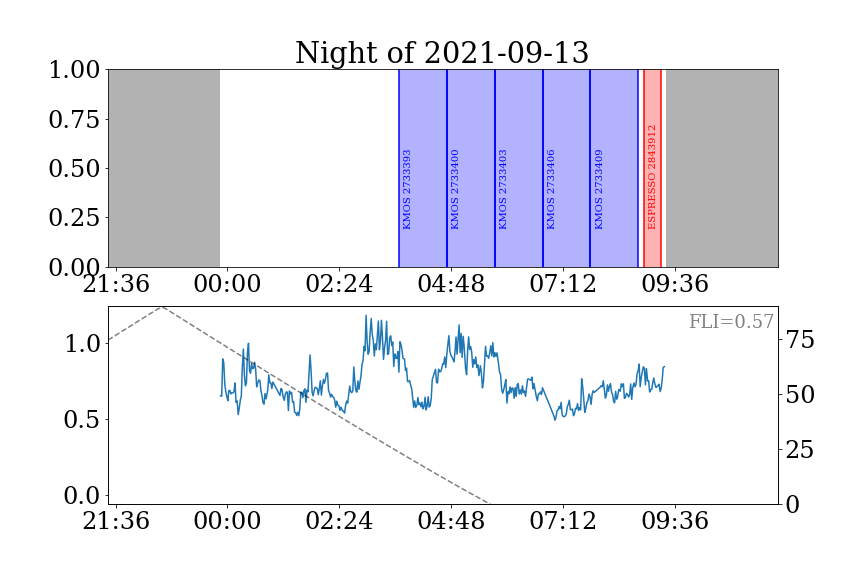 Night of 2021-09-13
1.00
0.75
0.50
0.25
0.00
KMOS 2733393
KMOS 2733400
KMOS 2733403
KMOS 2733406
KMOS 2733409
ESPRESSO 2843912
21:36 00:00 02:24 04:48 07:12 09:36
FLI=0.57
1.0
0.5
0.0
75
50
25
0
21:36 00:00 02:24 04:48 07:12 09:36